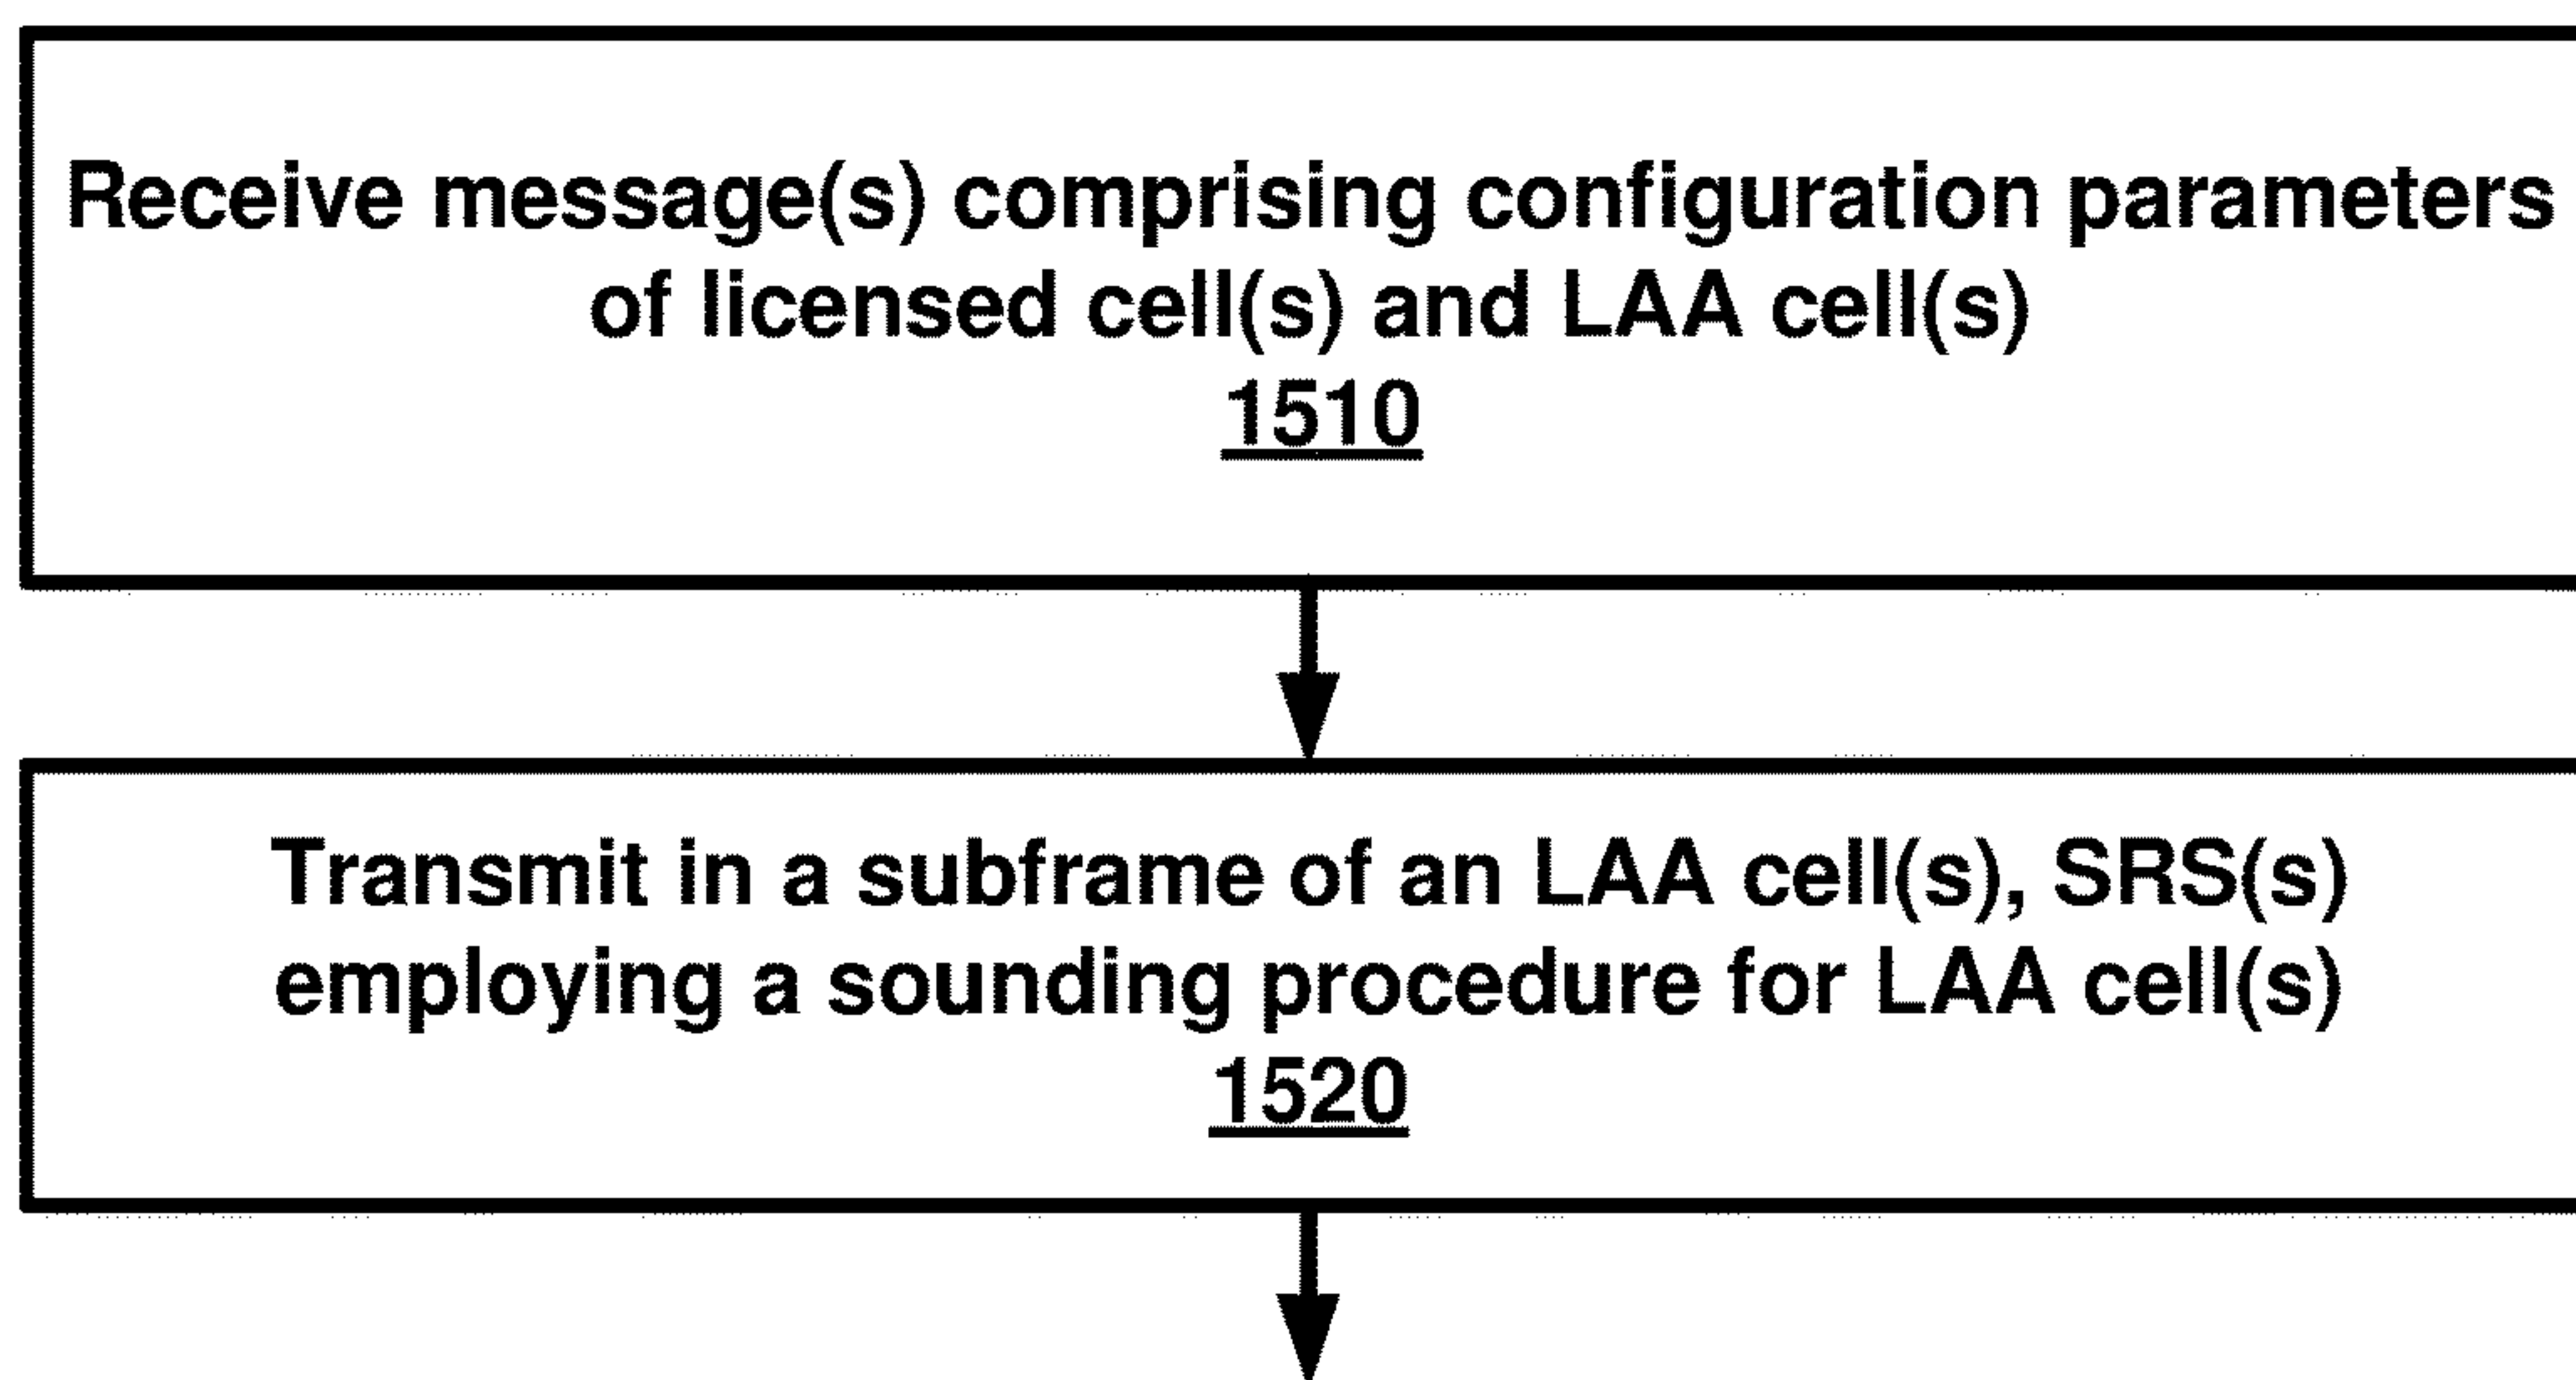 Receive message(s) comprising configuration parameters
of licensed cell(s) and LAA cell(s)
1510
Transmit in a subframe of an LAA cell(s), SRS(s)
employing a sounding procedure for LAA cell(s)
1520